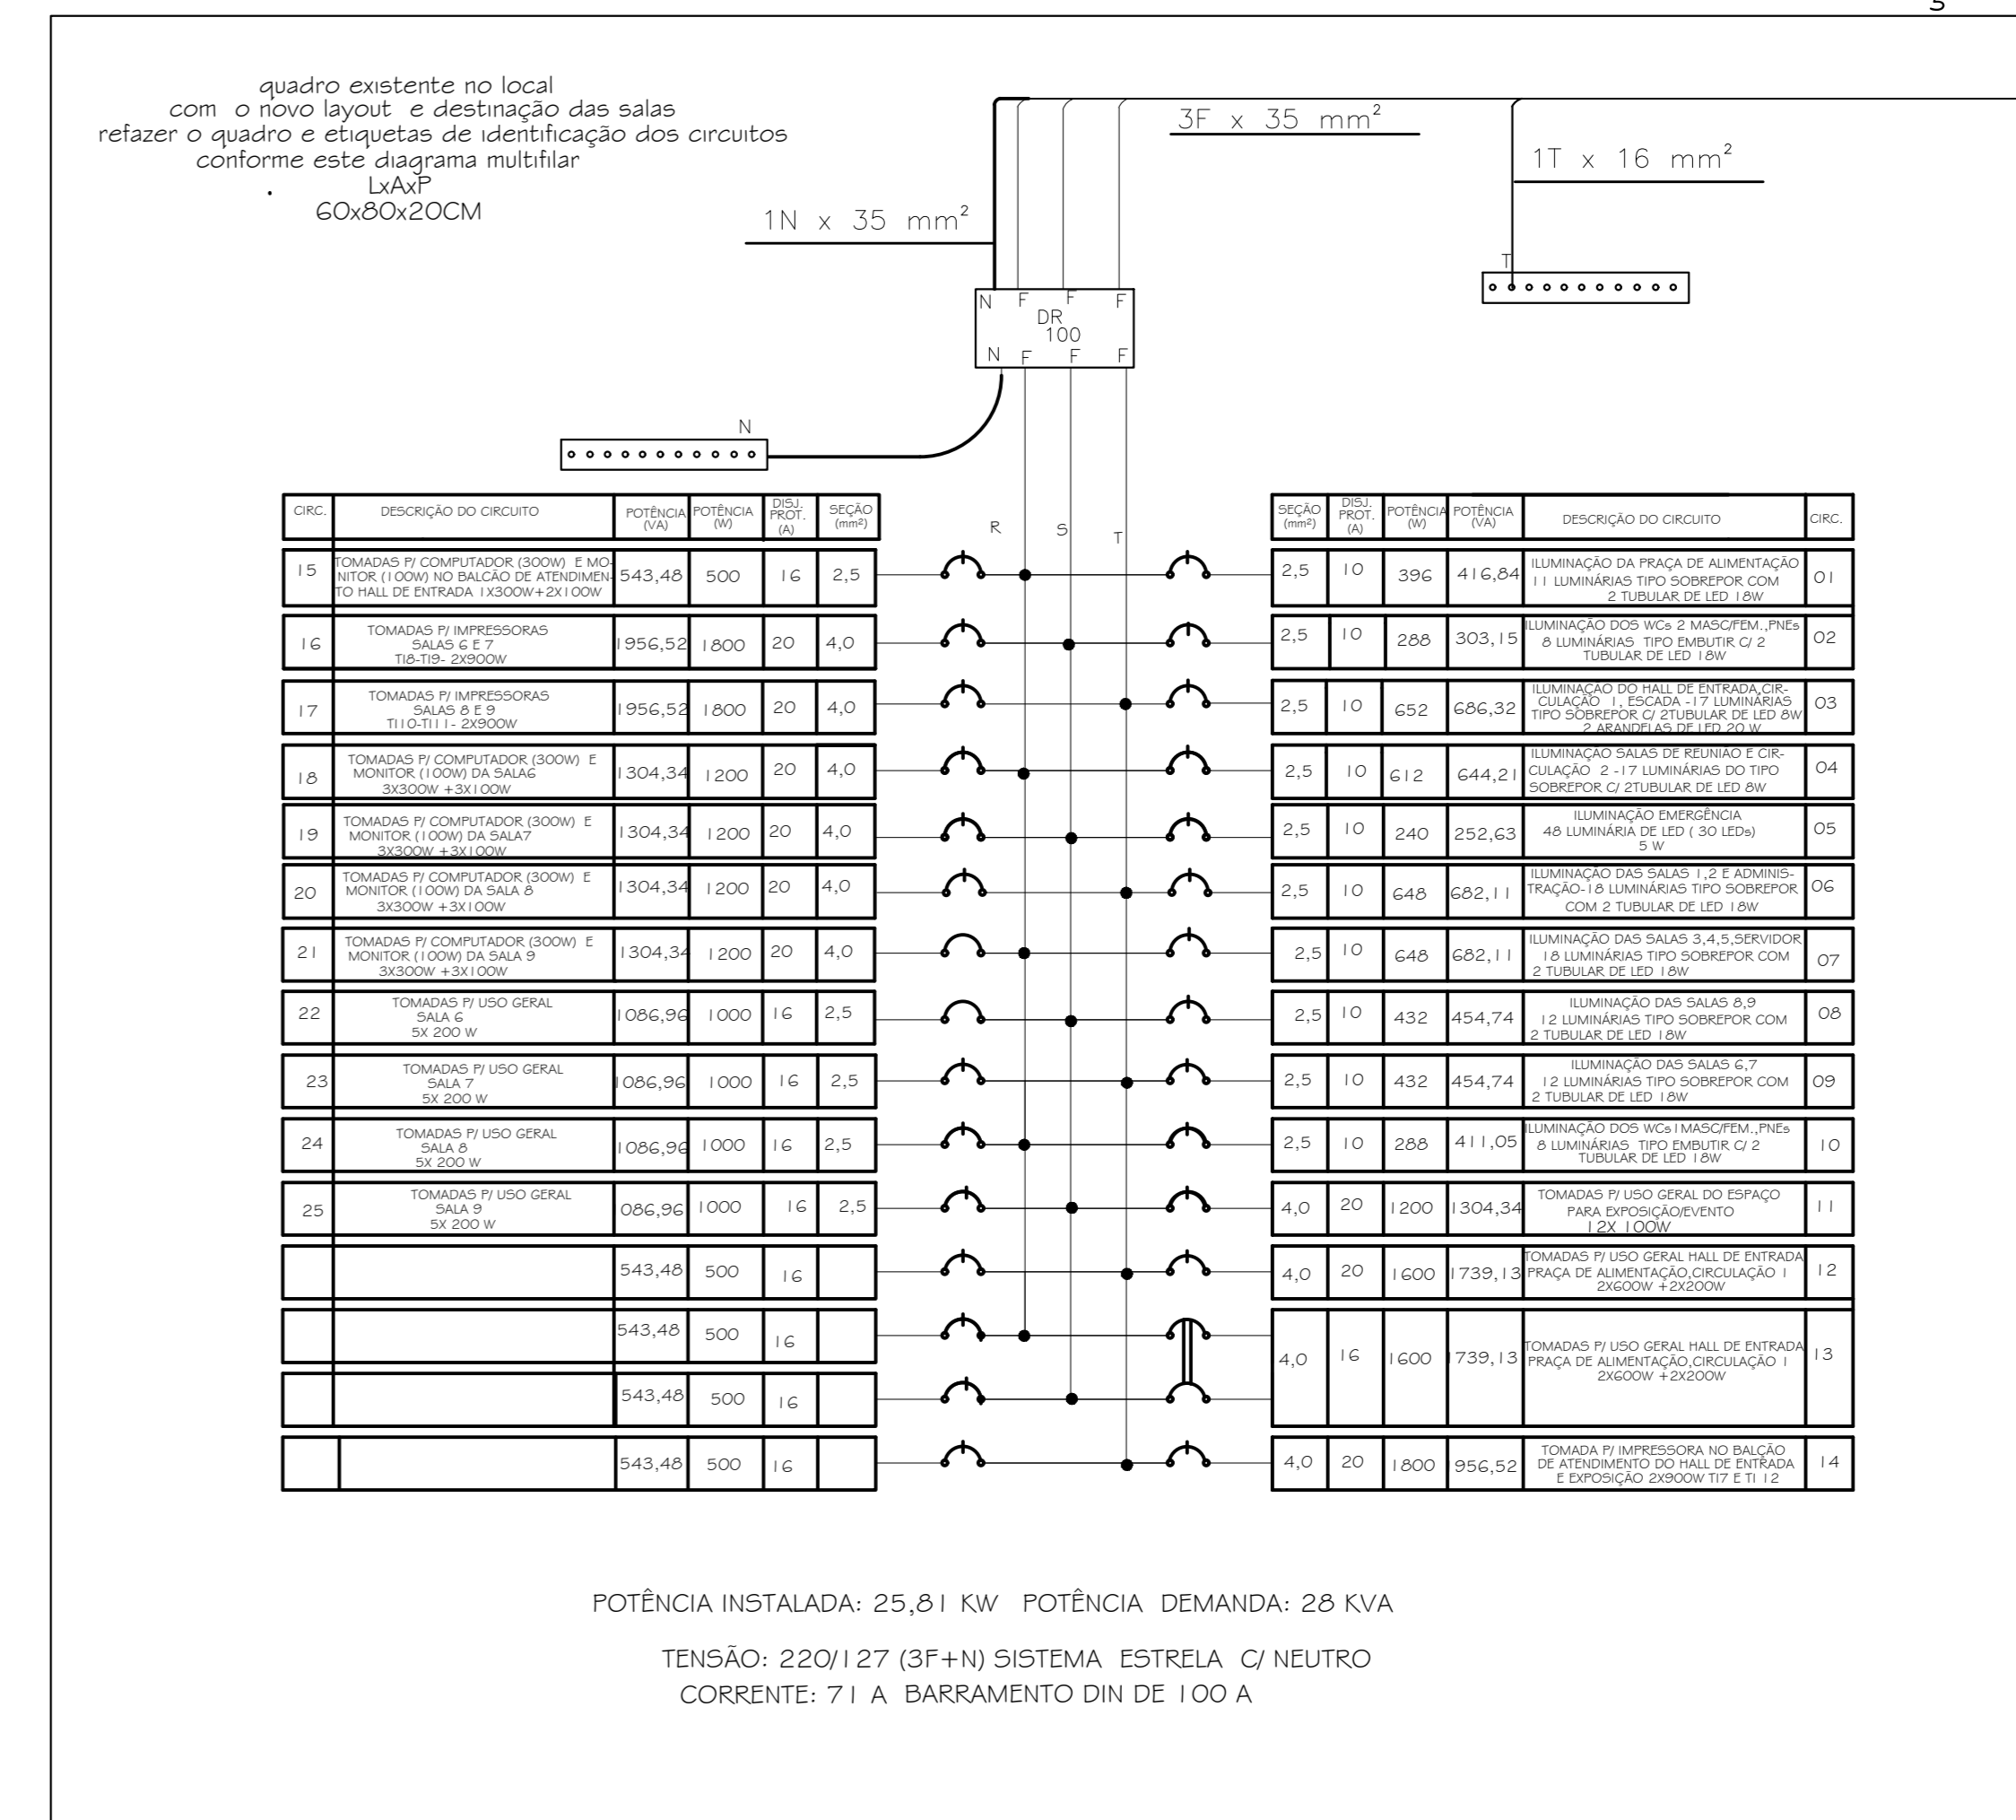 5
quadro existente no local
com o novo layout e destinação das salas
refazer o quadro e etiquetas de identificação dos circuitos
conforme este diagrama multifilar
. LxAxP
60x80x20CM
3F x 35 mm²
1T x 16 mm²
1N x 35 mm²
T
N F F F
DR
100
N F F F
N
R S T
CIRC. DESCRIÇÃO DO CIRCUITO POTÊNCIA (VA) POTÊNCIA (W) DISJ. PROT. (A) SEÇÃO (mm²)
15 TOMADAS P/ COMPUTADOR (300W) E MO-
NITOR (100W) NO BALCÃO DE ATENDIMEN-
TO HALL DE ENTRADA 1X300W+2X100W
543,48 500 16 2,5
16 TOMADAS P/ IMPRESSORAS
SALAS 6 E 7
TI8-TI9- 2X900W
1956,52 1800 20 4,0
17 TOMADAS P/ IMPRESSORAS
SALAS 8 E 9
TI10-TI11- 2X900W
1956,52 1800 20 4,0
18 TOMADAS P/ COMPUTADOR (300W) E
MONITOR (100W) DA SALA6
3X300W +3X100W
1304,34 1200 20 4,0
19 TOMADAS P/ COMPUTADOR (300W) E
MONITOR (100W) DA SALA7
3X300W +3X100W
1304,34 1200 20 4,0
20 TOMADAS P/ COMPUTADOR (300W) E
MONITOR (100W) DA SALA 8
3X300W +3X100W
1304,34 1200 20 4,0
21 TOMADAS P/ COMPUTADOR (300W) E
MONITOR (100W) DA SALA 9
3X300W +3X100W
1304,34 1200 20 4,0
22 TOMADAS P/ USO GERAL
SALA 6
5X 200 W
1086,96 1000 16 2,5
23 TOMADAS P/ USO GERAL
SALA 7
5X 200 W
1086,96 1000 16 2,5
24 TOMADAS P/ USO GERAL
SALA 8
5X 200 W
1086,96 1000 16 2,5
25 TOMADAS P/ USO GERAL
SALA 9
5X 200 W
086,96 1000 16 2,5
543,48 500 16
543,48 500 16
543,48 500 16
543,48 500 16
SEÇÃO (mm²) DISJ. PROT. (A) POTÊNCIA (W) POTÊNCIA (VA) DESCRIÇÃO DO CIRCUITO CIRC.
2,5 10 396 416,84
ILUMINAÇÃO DA PRAÇA DE ALIMENTAÇÃO
11 LUMINÁRIAS TIPO SOBREPOR COM
2 TUBULAR DE LED 18W
01
2,5 10 288 303,15
ILUMINAÇÃO DOS WCs 2 MASC/FEM.,PNEs
8 LUMINÁRIAS TIPO EMBUTIR C/ 2
TUBULAR DE LED 18W
02
2,5 10 652 686,32
ILUMINAÇÃO DO HALL DE ENTRADA,CIR-
CULAÇÃO 1, ESCADA -17 LUMINÁRIAS
TIPO SOBREPOR C/ 2TUBULAR DE LED 8W
2 ARANDELAS DE LED 20 W
03
2,5 10 612 644,21
ILUMINAÇÃO SALAS DE REUNIÃO E CIR-
CULAÇÃO 2 -17 LUMINÁRIAS DO TIPO
SOBREPOR C/ 2TUBULAR DE LED 8W
04
2,5 10 240 252,63
ILUMINAÇÃO EMERGÊNCIA
48 LUMINÁRIA DE LED ( 30 LEDs)
5 W
05
2,5 10 648 682,11
ILUMINAÇÃO DAS SALAS 1,2 E ADMINIS-
TRAÇÃO-18 LUMINÁRIAS TIPO SOBREPOR
COM 2 TUBULAR DE LED 18W
06
2,5 10 648 682,11
ILUMINAÇÃO DAS SALAS 3,4,5,SERVIDOR
18 LUMINÁRIAS TIPO SOBREPOR COM
2 TUBULAR DE LED 18W
07
2,5 10 432 454,74
ILUMINAÇÃO DAS SALAS 8,9
12 LUMINÁRIAS TIPO SOBREPOR COM
2 TUBULAR DE LED 18W
08
2,5 10 432 454,74
ILUMINAÇÃO DAS SALAS 6,7
12 LUMINÁRIAS TIPO SOBREPOR COM
2 TUBULAR DE LED 18W
09
2,5 10 288 411,05
ILUMINAÇÃO DOS WCs 1MASC/FEM.,PNEs
8 LUMINÁRIAS TIPO EMBUTIR C/ 2
TUBULAR DE LED 18W
10
4,0 20 1200 1304,34
TOMADAS P/ USO GERAL DO ESPAÇO
PARA EXPOSIÇÃO/EVENTO
12X 100W
11
4,0 20 1600 1739,13
TOMADAS P/ USO GERAL HALL DE ENTRADA
PRAÇA DE ALIMENTAÇÃO,CIRCULAÇÃO 1
2X600W +2X200W
12
4,0 16 1600 1739,13
TOMADAS P/ USO GERAL HALL DE ENTRADA
PRAÇA DE ALIMENTAÇÃO,CIRCULAÇÃO 1
2X600W +2X200W
13
4,0 20 1800 1956,52
TOMADA P/ IMPRESSORA NO BALCÃO
DE ATENDIMENTO DO HALL DE ENTRADA
E EXPOSIÇÃO 2X900W TI7 E TI 12
14
POTÊNCIA INSTALADA: 25,81 KW POTÊNCIA DEMANDA: 28 KVA
TENSÃO: 220/127 (3F+N) SISTEMA ESTRELA C/ NEUTRO
CORRENTE: 71 A BARRAMENTO DIN DE 100 A